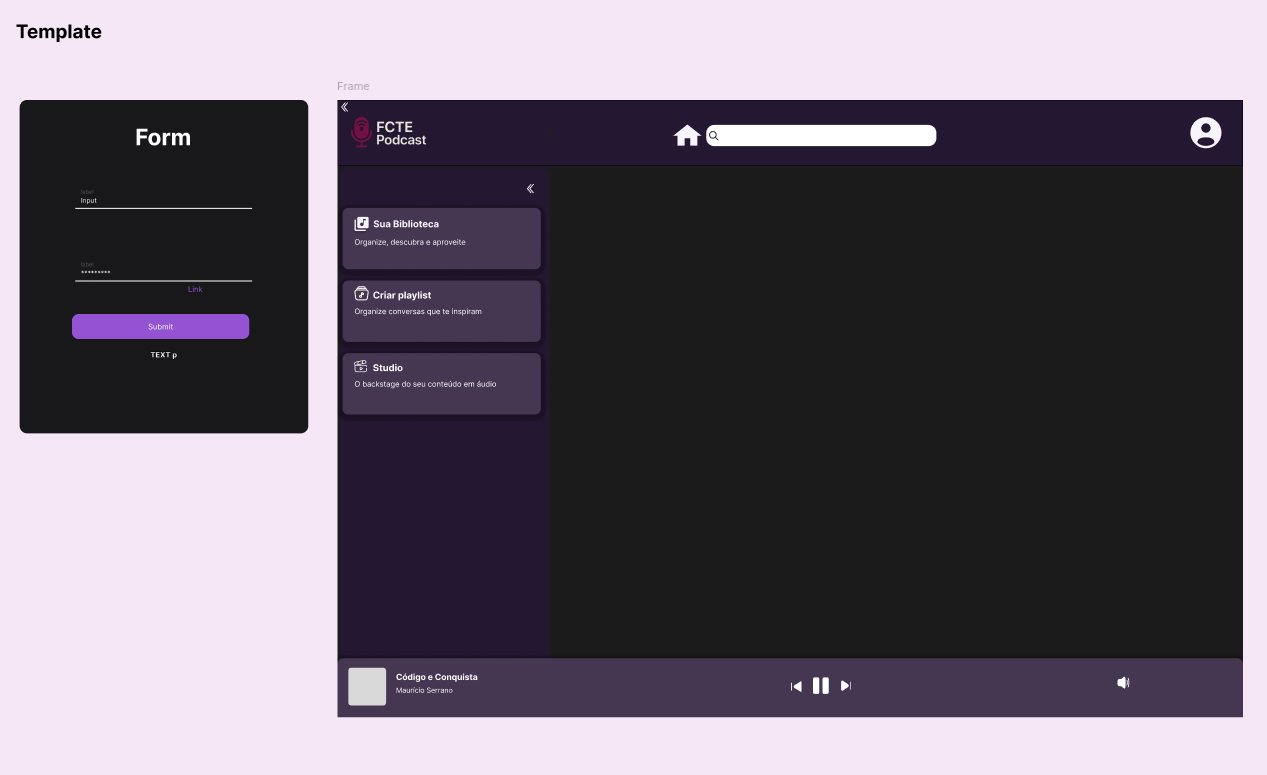 Template
Frame
Form
label
Input
label
*********
Link
Submit
TEXT p
FCTE
Podcast
Sua Biblioteca
Organize, descubra e aproveite
Criar playlist
Organize conversas que te inspiram
Studio
O backstage do seu conteúdo em áudio
Código e Conquista
Maurício Serrano